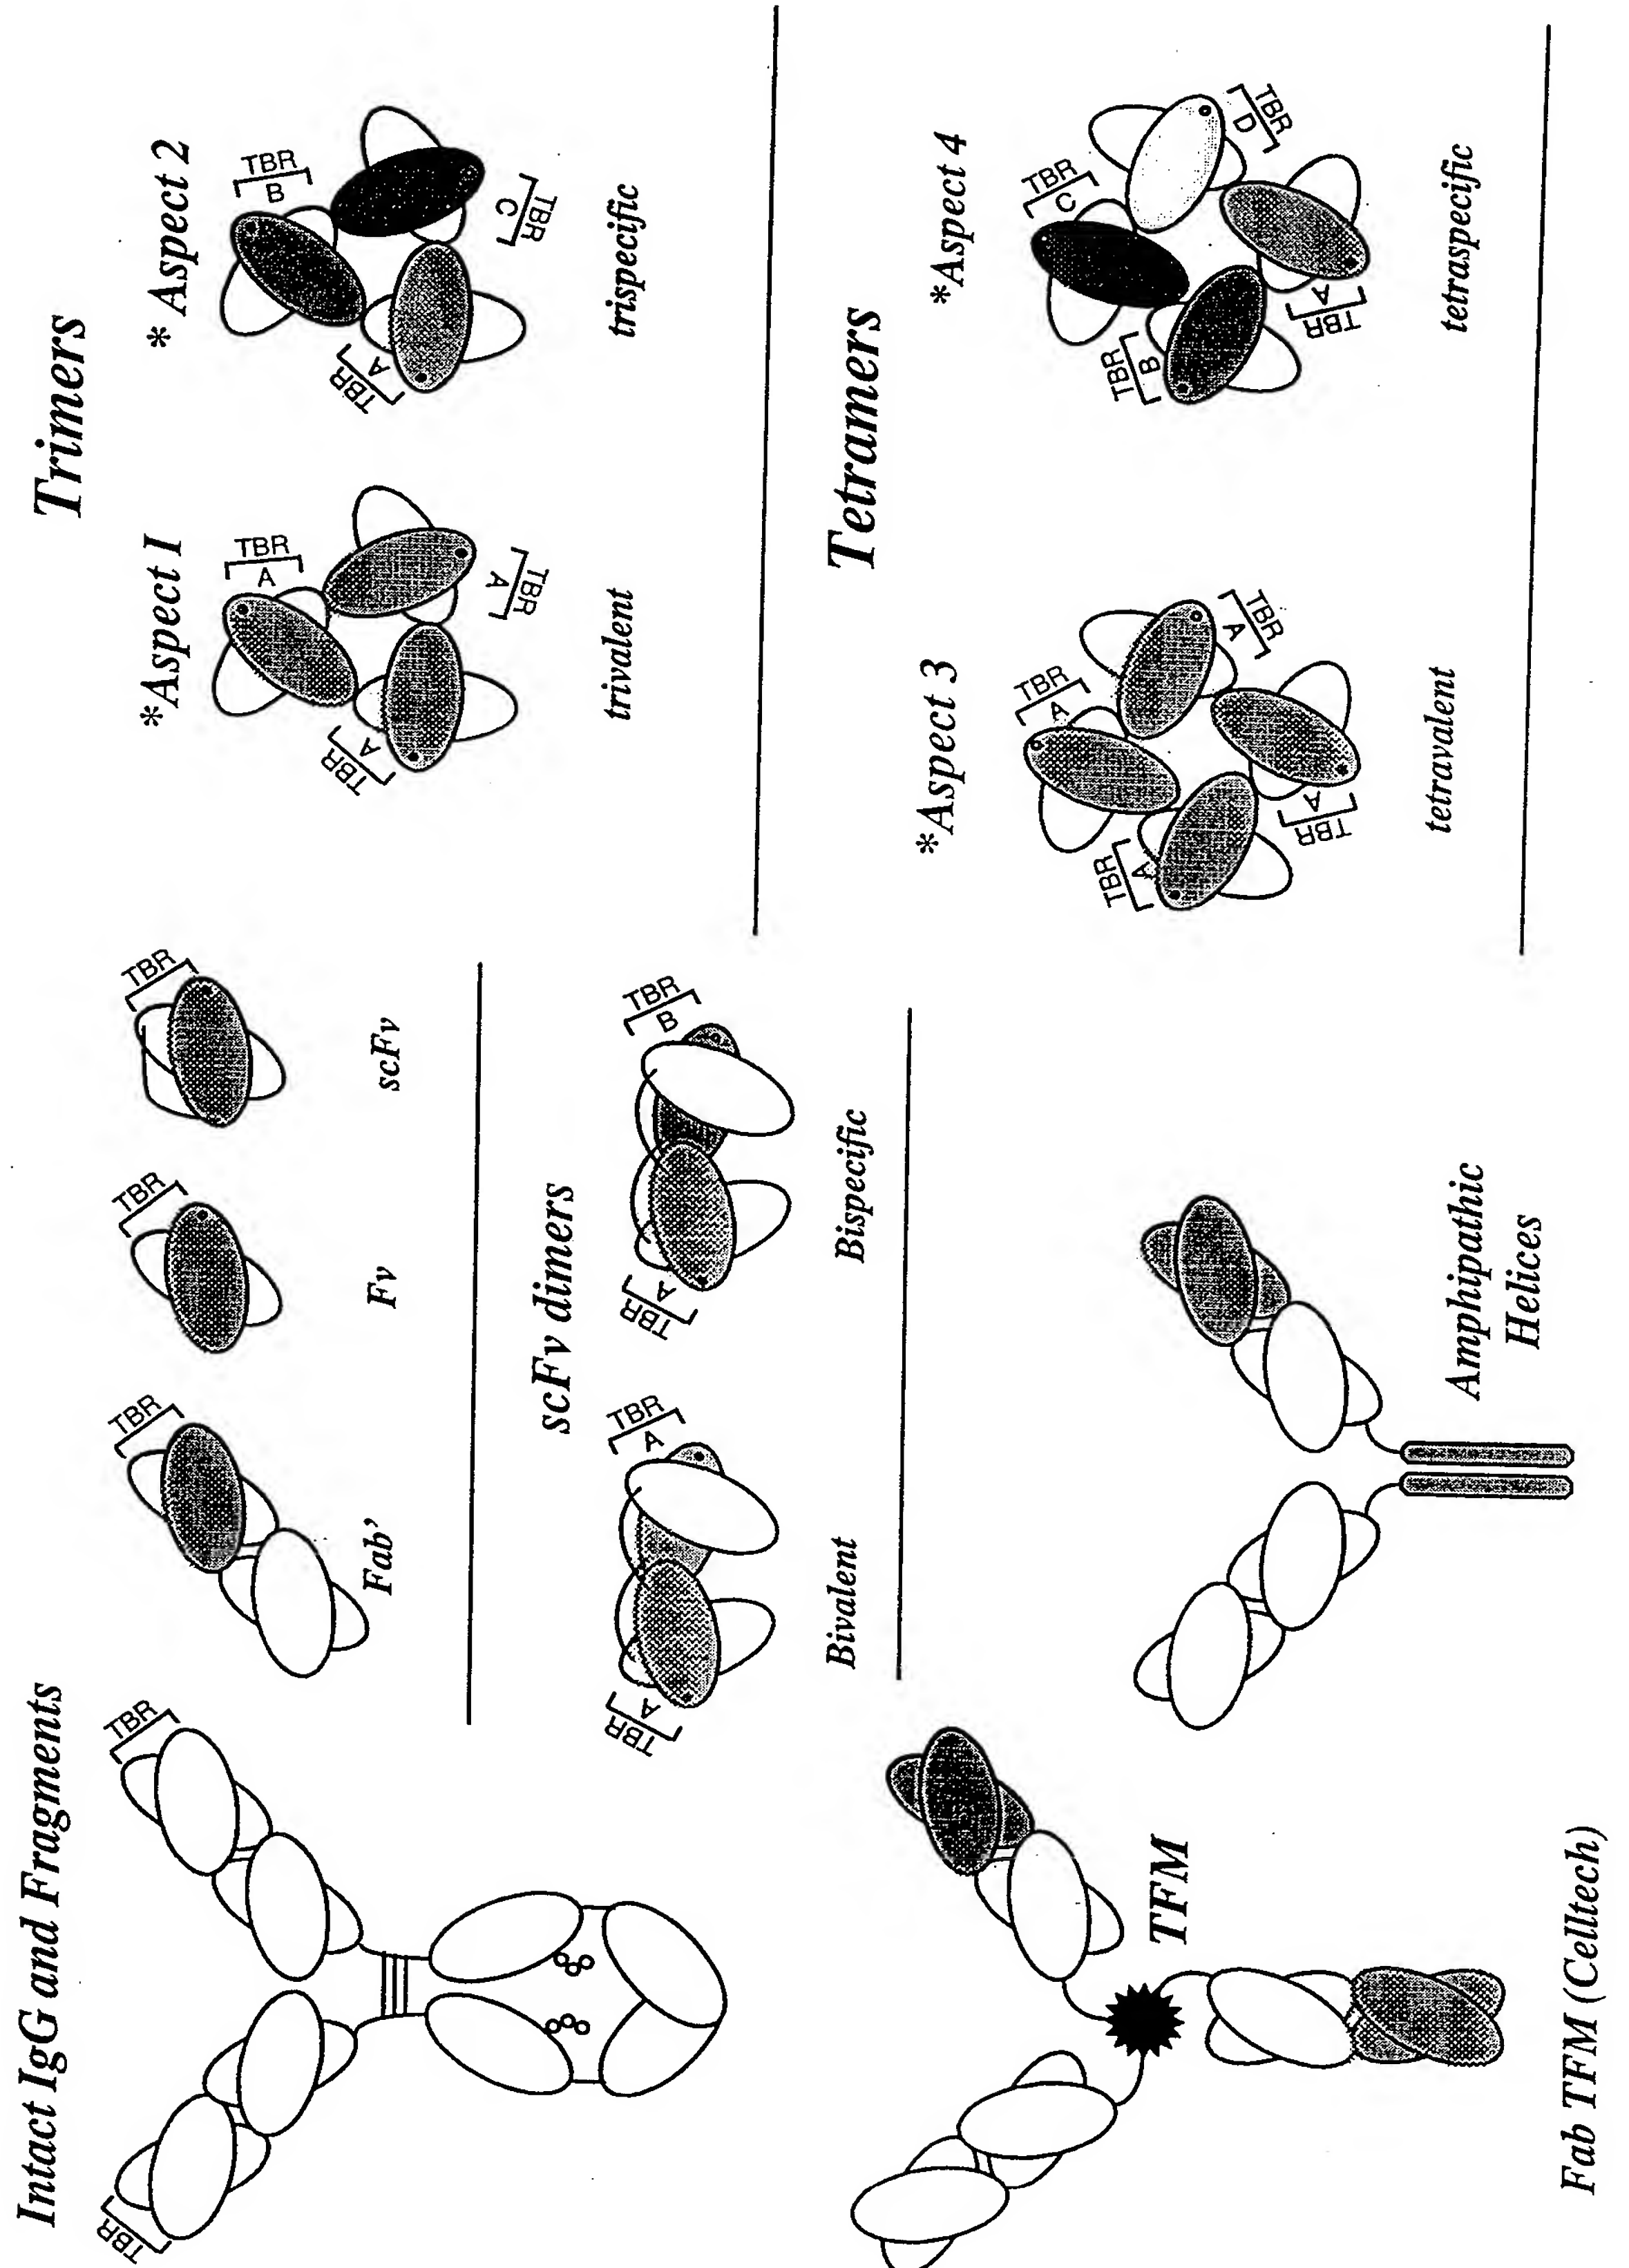 Intact IgG and Fragments
TBR
TBR
TBR
Fab'
TBR
Fv
TBR
scFv
scFv dimers
TBR
A
TBR
A
Bivalent
TBR
A
TBR
B
Bispecific
Trimers
*Aspect 1
TBR
A
TBR
A
TBR
A
trivalent
* Aspect 2
TBR
A
TBR
B
TBR
C
trispecific
TFM
Fab TFM (Celltech)
Amphipathic
Helices
Tetramers
*Aspect 3
TBR
A
TBR
A
TBR
A
TBR
A
tetravalent
*Aspect 4
TBR
B
TBR
C
TBR
D
TBR
A
tetraspecific